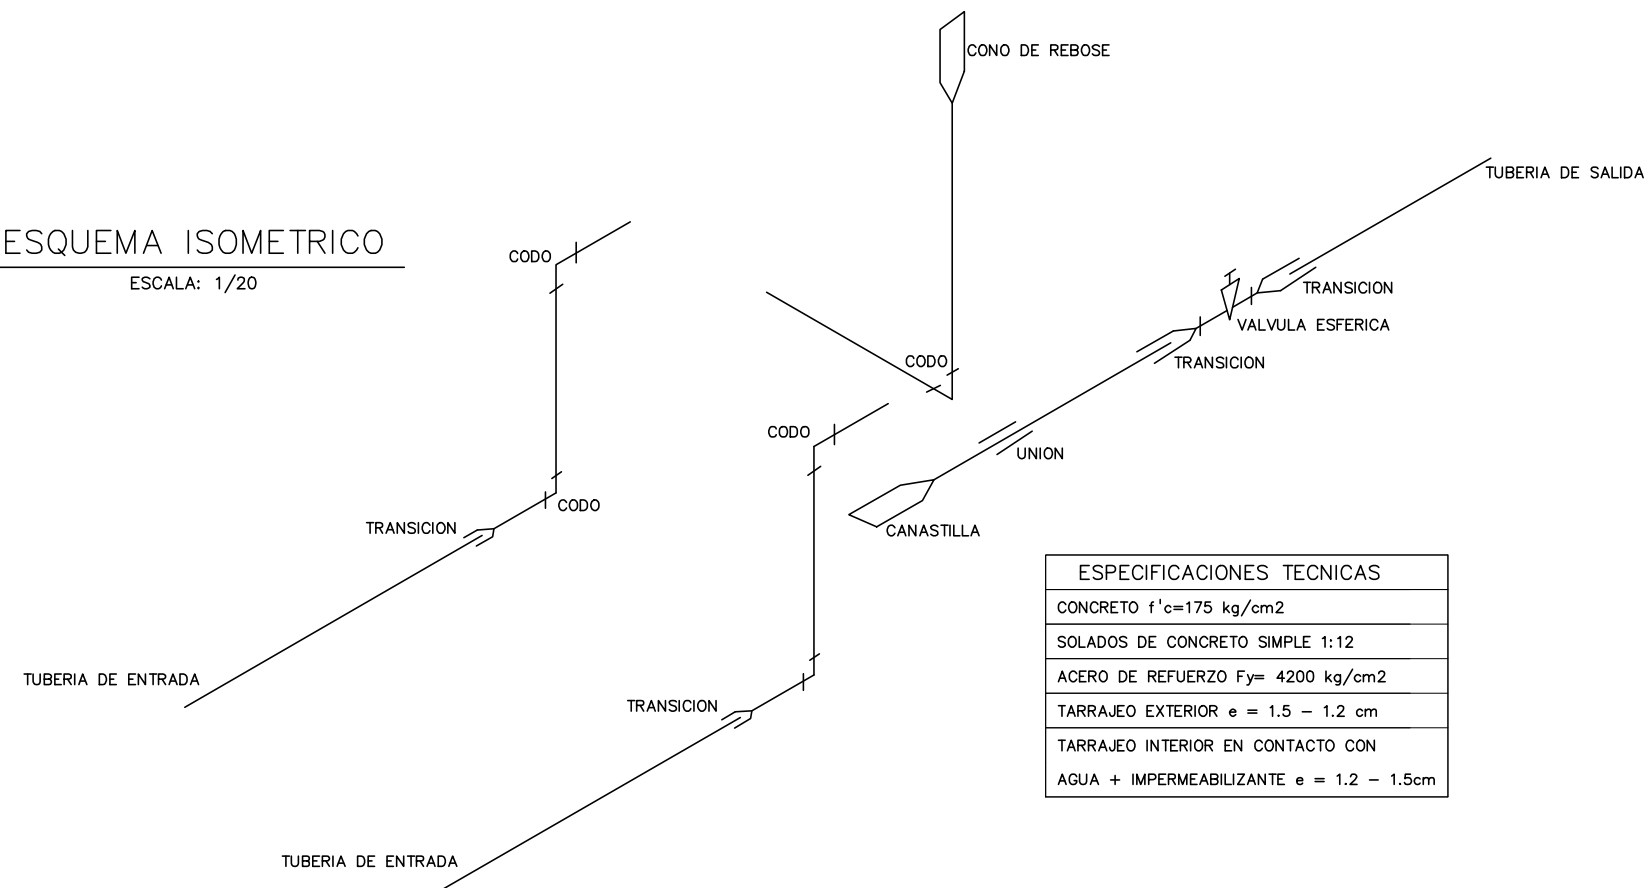 CONO DE REBOSE
TUBERIA DE SALIDA
ESQUEMA ISOMETRICO
ESCALA: 1/20
CODO
TRANSICION
VALVULA ESFERICA
TRANSICION
CODO
CODO
UNION
CODO
TRANSICION
CANASTILLA
TUBERIA DE ENTRADA
TRANSICION
TUBERIA DE ENTRADA
ESPECIFICACIONES TECNICAS
CONCRETO f'c=175 kg/cm2
SOLADOS DE CONCRETO SIMPLE 1:12
ACERO DE REFUERZO Fy= 4200 kg/cm2
TARRAJEO EXTERIOR e = 1.5 - 1.2 cm
TARRAJEO INTERIOR EN CONTACTO CON
AGUA + IMPERMEABILIZANTE e = 1.2 - 1.5cm